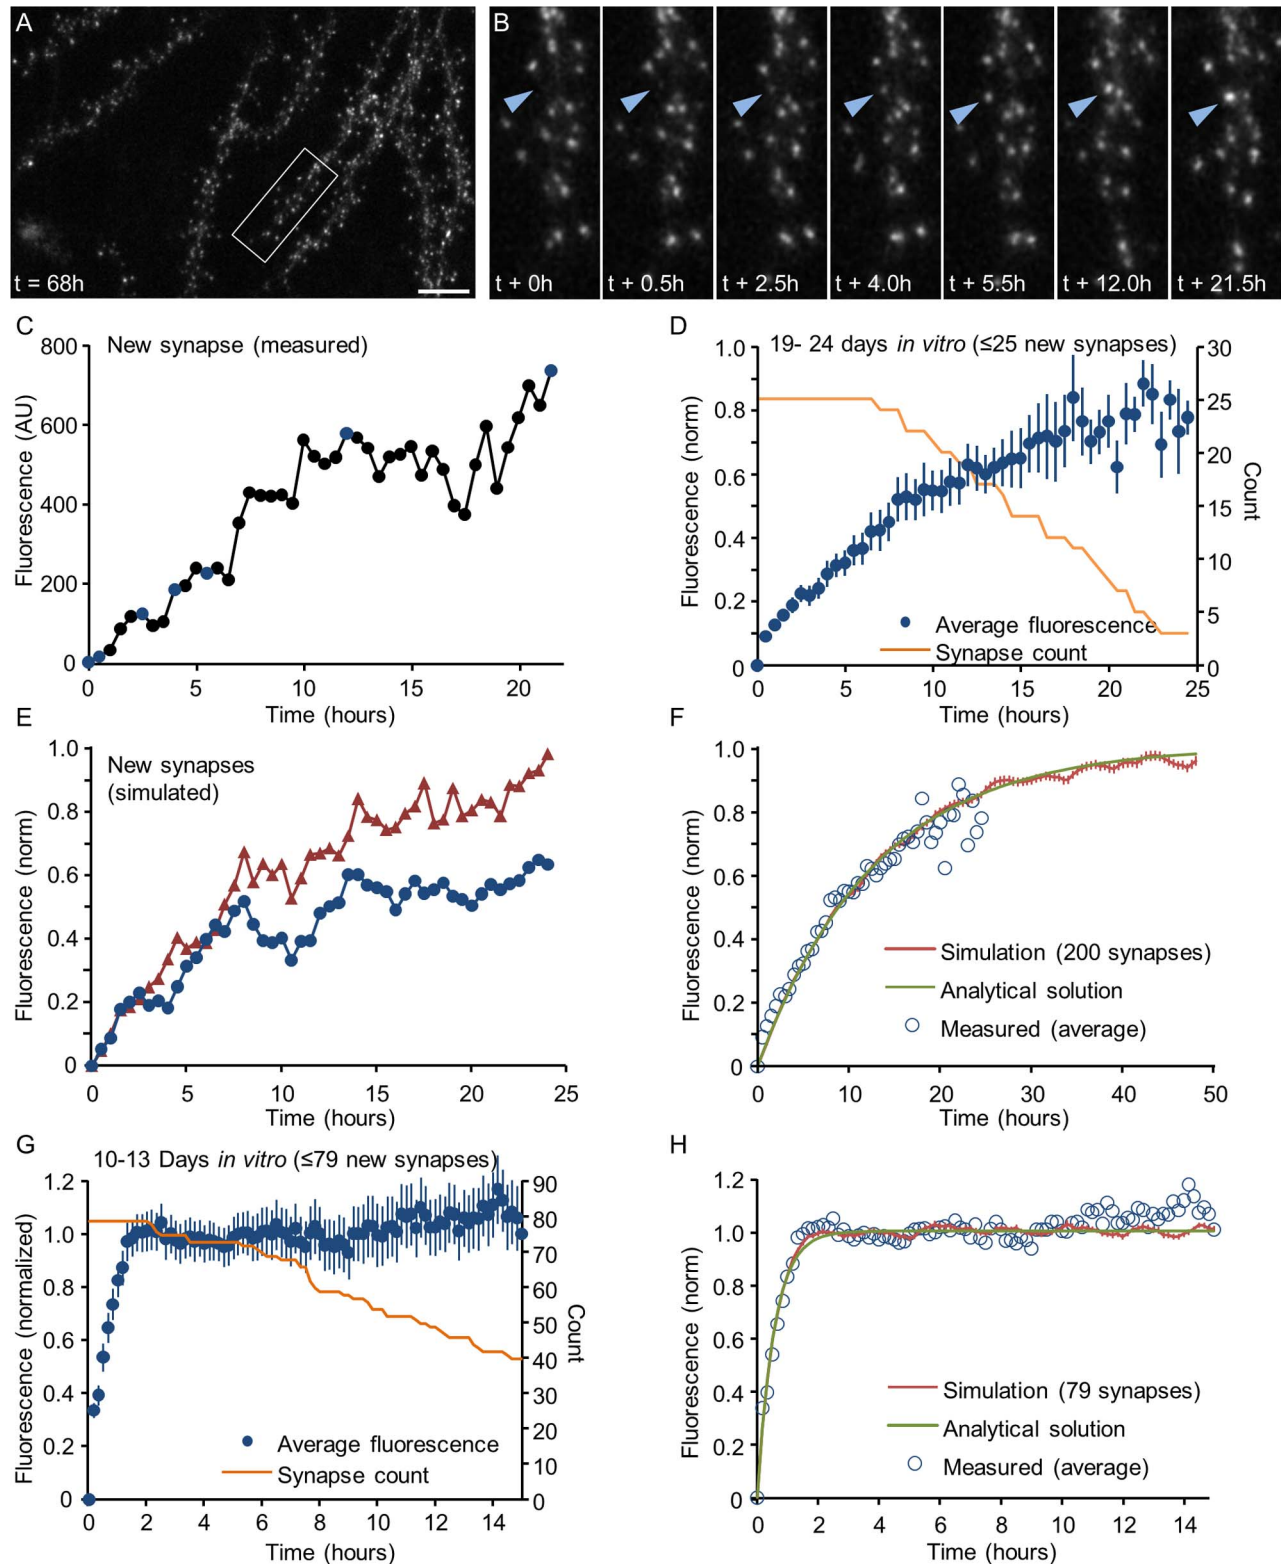 A
B
t = 68h
t + 0h
t + 0.5h
t + 2.5h
t + 4.0h
t + 5.5h
t + 12.0h
t + 21.5h
C
New synapse (measured)
800
600
400
200
0
Fluorescence (AU)
0
5
10
15
20
Time (hours)
D
19- 24 days in vitro (≤25 new synapses)
1.0
0.8
0.6
0.4
0.2
0
Fluorescence (norm)
30
25
20
15
10
5
0
Count
Average fluorescence
Synapse count
0
5
10
15
20
25
Time (hours)
E
New synapses
(simulated)
1.0
0.8
0.6
0.4
0.2
0
Fluorescence (norm)
0
5
10
15
20
25
Time (hours)
F
1.0
0.8
0.6
0.4
0.2
0
Fluorescence (norm)
Simulation (200 synapses)
Analytical solution
Measured (average)
0
10
20
30
40
50
Time (hours)
G
10-13 Days in vitro (≤79 new synapses)
1.2
1.0
0.8
0.6
0.4
0.2
0
Fluorescence (normalized)
90
80
70
60
50
40
30
20
10
0
Count
Average fluorescence
Synapse count
0
2
4
6
8
10
12
14
Time (hours)
H
1.2
1.0
0.8
0.6
0.4
0.2
0
Fluorescence (norm)
Simulation (79 synapses)
Analytical solution
Measured (average)
0
2
4
6
8
10
12
14
Time (hours)